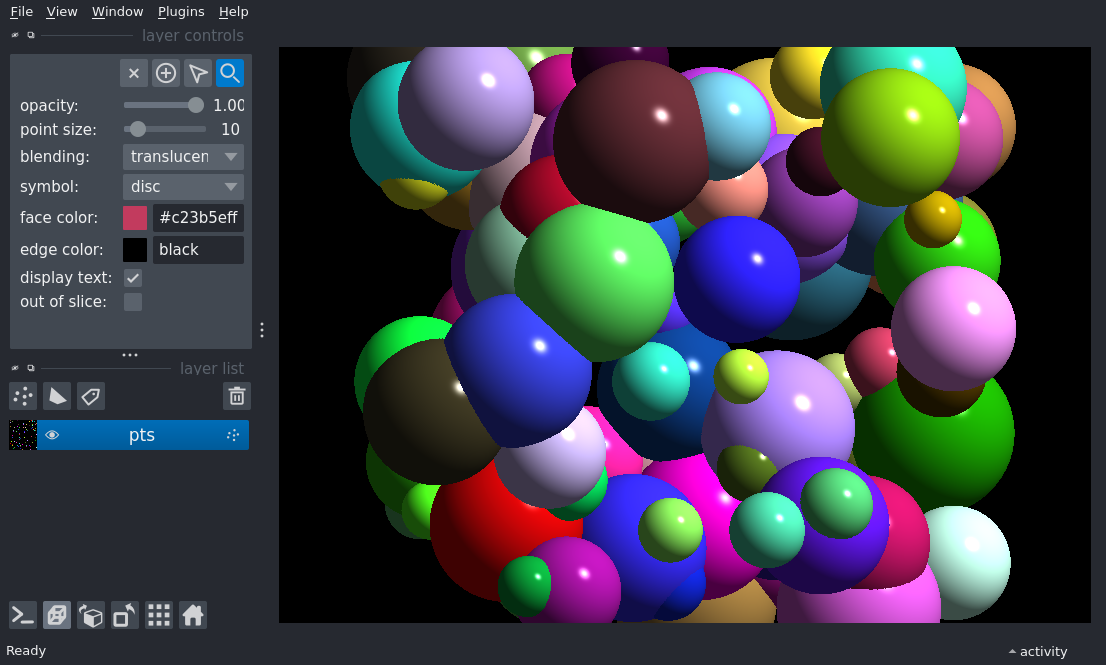 File View Window Plugins Help
layer controls
opacity: 1.00
point size: 10
blending: translucen
symbol: disc
face color: #c23b5eff
edge color: black
display text:
out of slice:
layer list
pts
Ready
activity